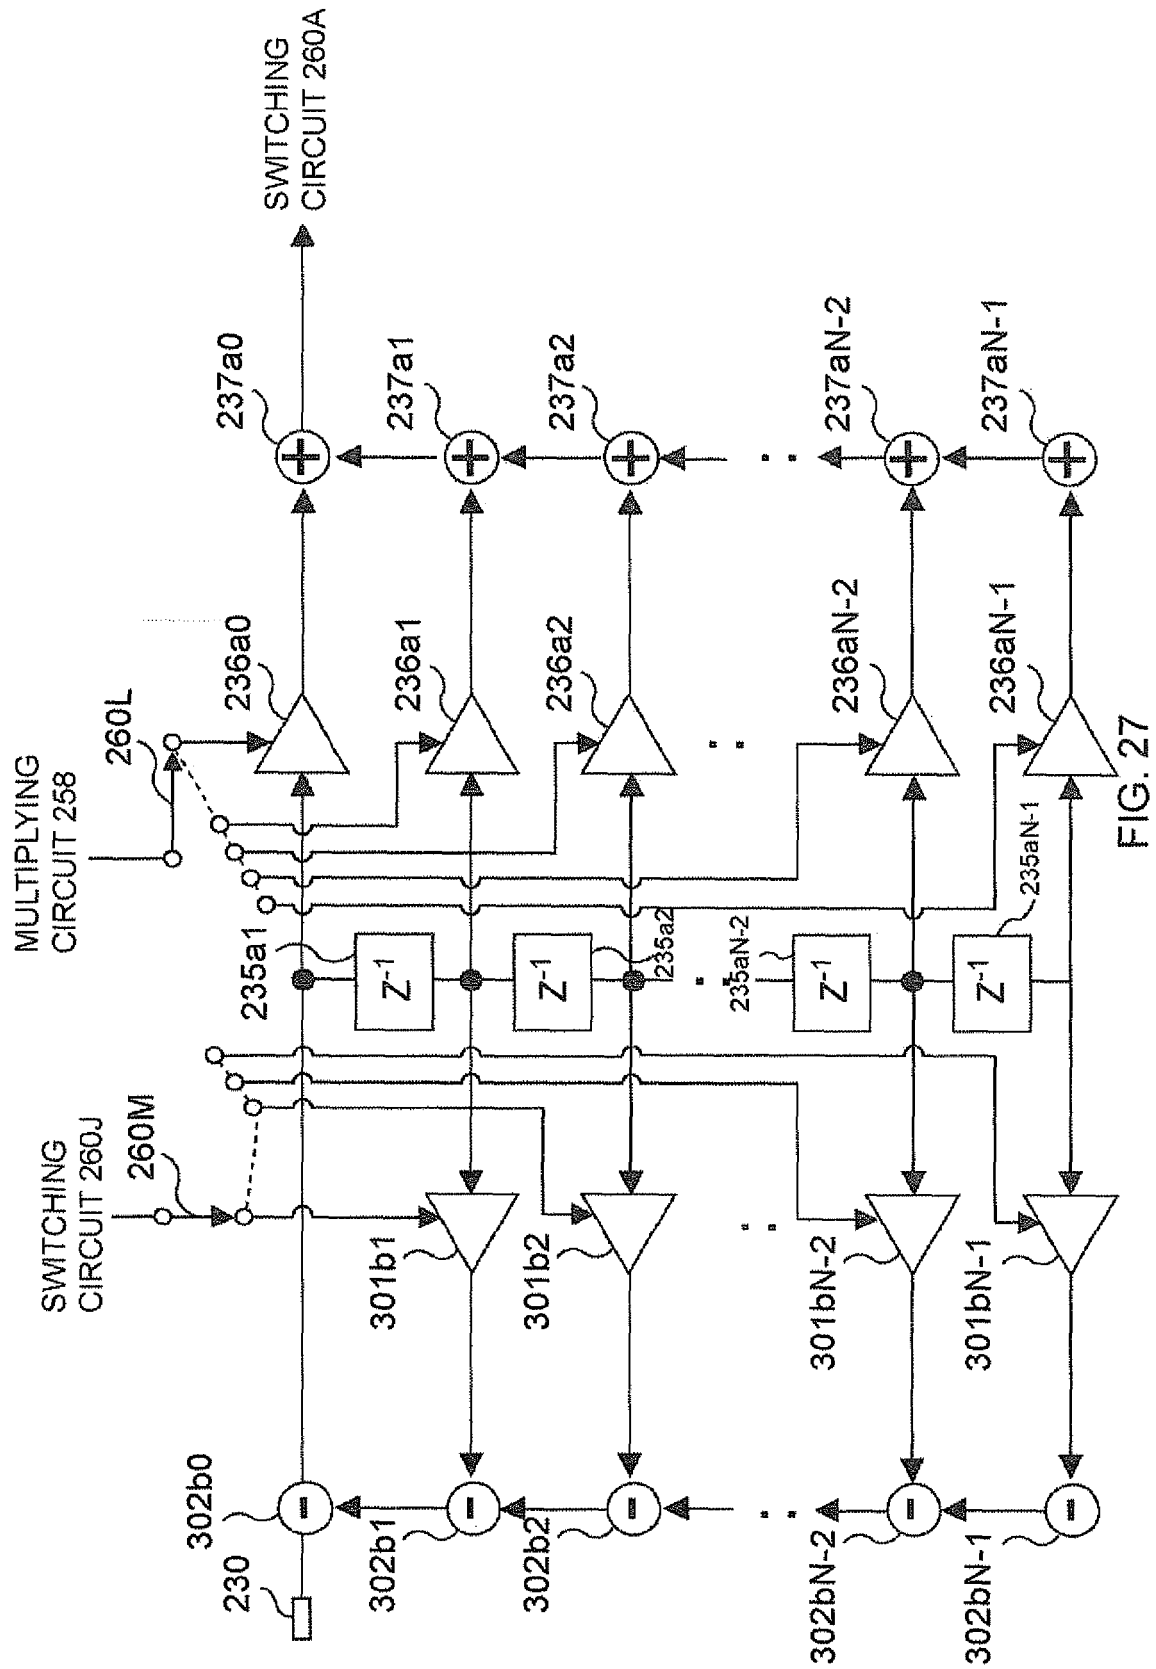 SWITCHING
CIRCUIT 260A
MULTIPLYING
CIRCUIT 258
SWITCHING
CIRCUIT 260J
260L
260M
230
302b0
235a1
236a0
237a0
302b1
301b1
Z-1
236a1
237a1
302b2
301b2
Z-1
235a2
236a2
237a2
302bN-2
301bN-2
235aN-2
Z-1
236aN-2
237aN-2
302bN-1
301bN-1
Z-1
235aN-1
236aN-1
237aN-1
FIG. 27